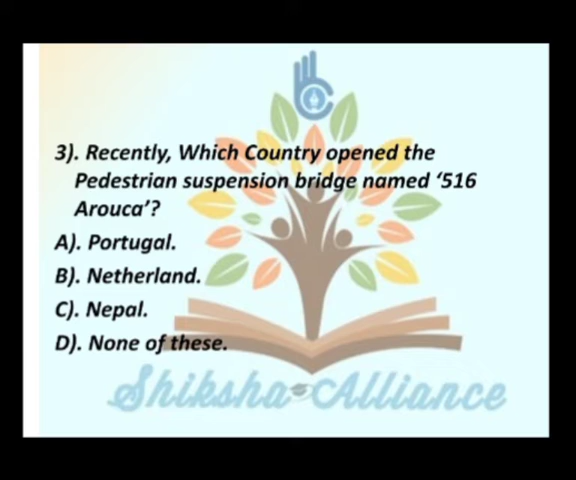 3). Recently, Which Country opened the
Pedestrian suspension bridge named ‘516
Arouca’?
A). Portugal.
B). Netherland.
C). Nepal.
D). None of these.
Shiksha Alliance